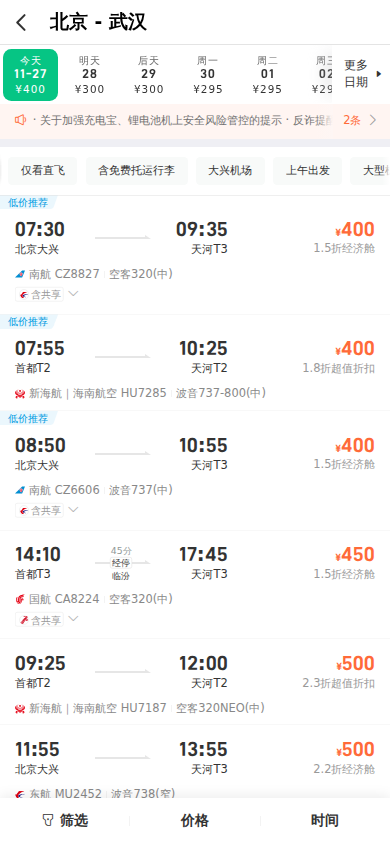 北京 - 武汉
今天 明天 后天 周一 周二 周三 更多
11-27 28 29 30 01 02 日期
¥400 ¥300 ¥300 ¥295 ¥295 ¥295
· 关于加强充电宝、锂电池机上安全风险管控的提示 · 反诈提醒 2条
仅看直飞 含免费托运行李 大兴机场 上午出发 大型
低价推荐
07:30 09:35 ¥400
北京大兴 天河T3 1.5折经济舱
南航 CZ8827 空客320(中)
含共享
低价推荐
07:55 10:25 ¥400
首都T2 天河T2 1.8折超值折扣
新海航 | 海南航空 HU7285 波音737-800(中)
低价推荐
08:50 10:55 ¥400
北京大兴 天河T3 1.5折经济舱
南航 CZ6606 波音737(中)
含共享
45分
14:10 经停 17:45 ¥450
首都T3 临汾 天河T3 1.5折经济舱
国航 CA8224 空客320(中)
含共享
09:25 12:00 ¥500
首都T2 天河T2 2.3折超值折扣
新海航 | 海南航空 HU7187 空客320NEO(中)
11:55 13:55 ¥500
北京大兴 天河T3 2.2折经济舱
东航 MU2452 波音738(窄)
筛选 价格 时间